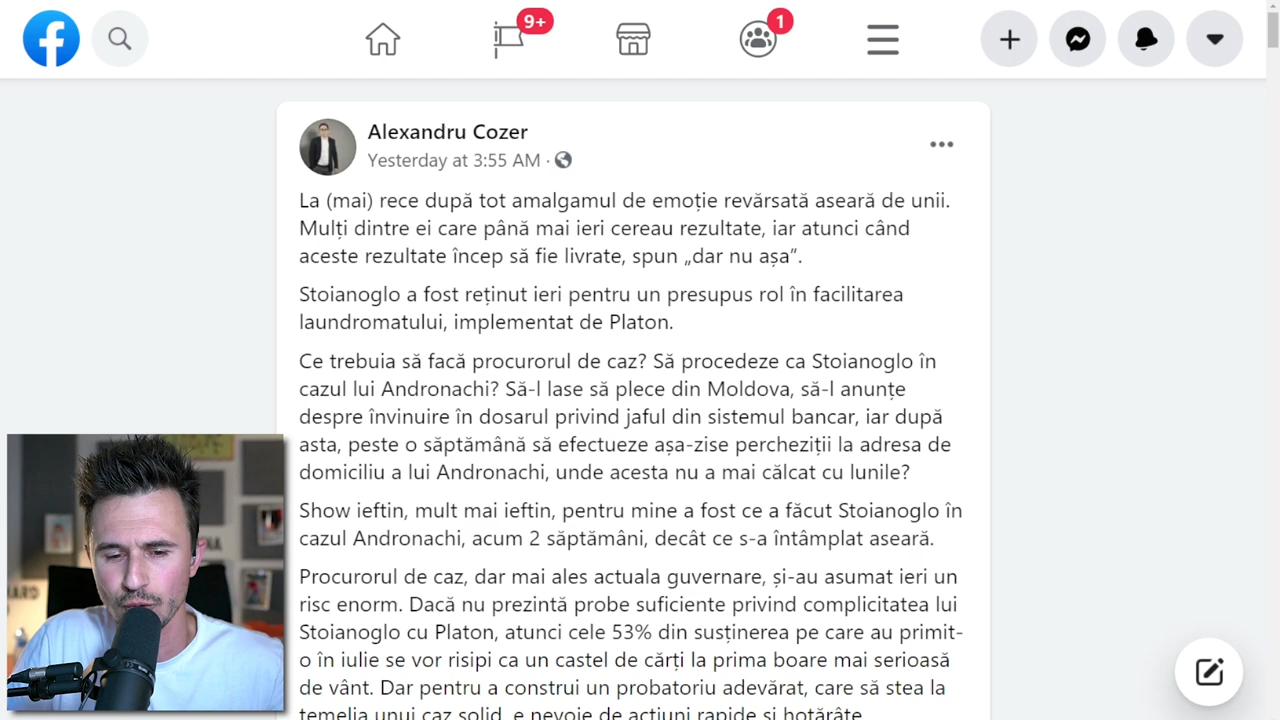 9+
1
Alexandru Cozer
Yesterday at 3:55 AM ·
La (mai) rece după tot amalgamul de emoție revărsată aseară de unii.
Mulți dintre ei care până mai ieri cereau rezultate, iar atunci când
aceste rezultate încep să fie livrate, spun „dar nu așa”.
Stoianoglo a fost reținut ieri pentru un presupus rol în facilitarea
laundromatului, implementat de Platon.
Ce trebuia să facă procurorul de caz? Să procedeze ca Stoianoglo în
cazul lui Andronachi? Să-l lase să plece din Moldova, să-l anunțe
despre învinuire în dosarul privind jaful din sistemul bancar, iar după
asta, peste o săptămână să efectueze așa-zise percheziții la adresa de
domiciliu a lui Andronachi, unde acesta nu a mai călcat cu lunile?
Show ieftin, mult mai ieftin, pentru mine a fost ce a făcut Stoianoglo în
cazul Andronachi, acum 2 săptămâni, decât ce s-a întâmplat aseară.
Procurorul de caz, dar mai ales actuala guvernare, și-au asumat ieri un
risc enorm. Dacă nu prezintă probe suficiente privind complicitatea lui
Stoianoglo cu Platon, atunci cele 53% din susținerea pe care au primit-
o în iulie se vor risipi ca un castel de cărți la prima boare mai serioasă
de vânt. Dar pentru a construi un probatoriu adevărat, care să stea la
temelia unui caz solid, e nevoie de acțiuni rapide și hotărâte.